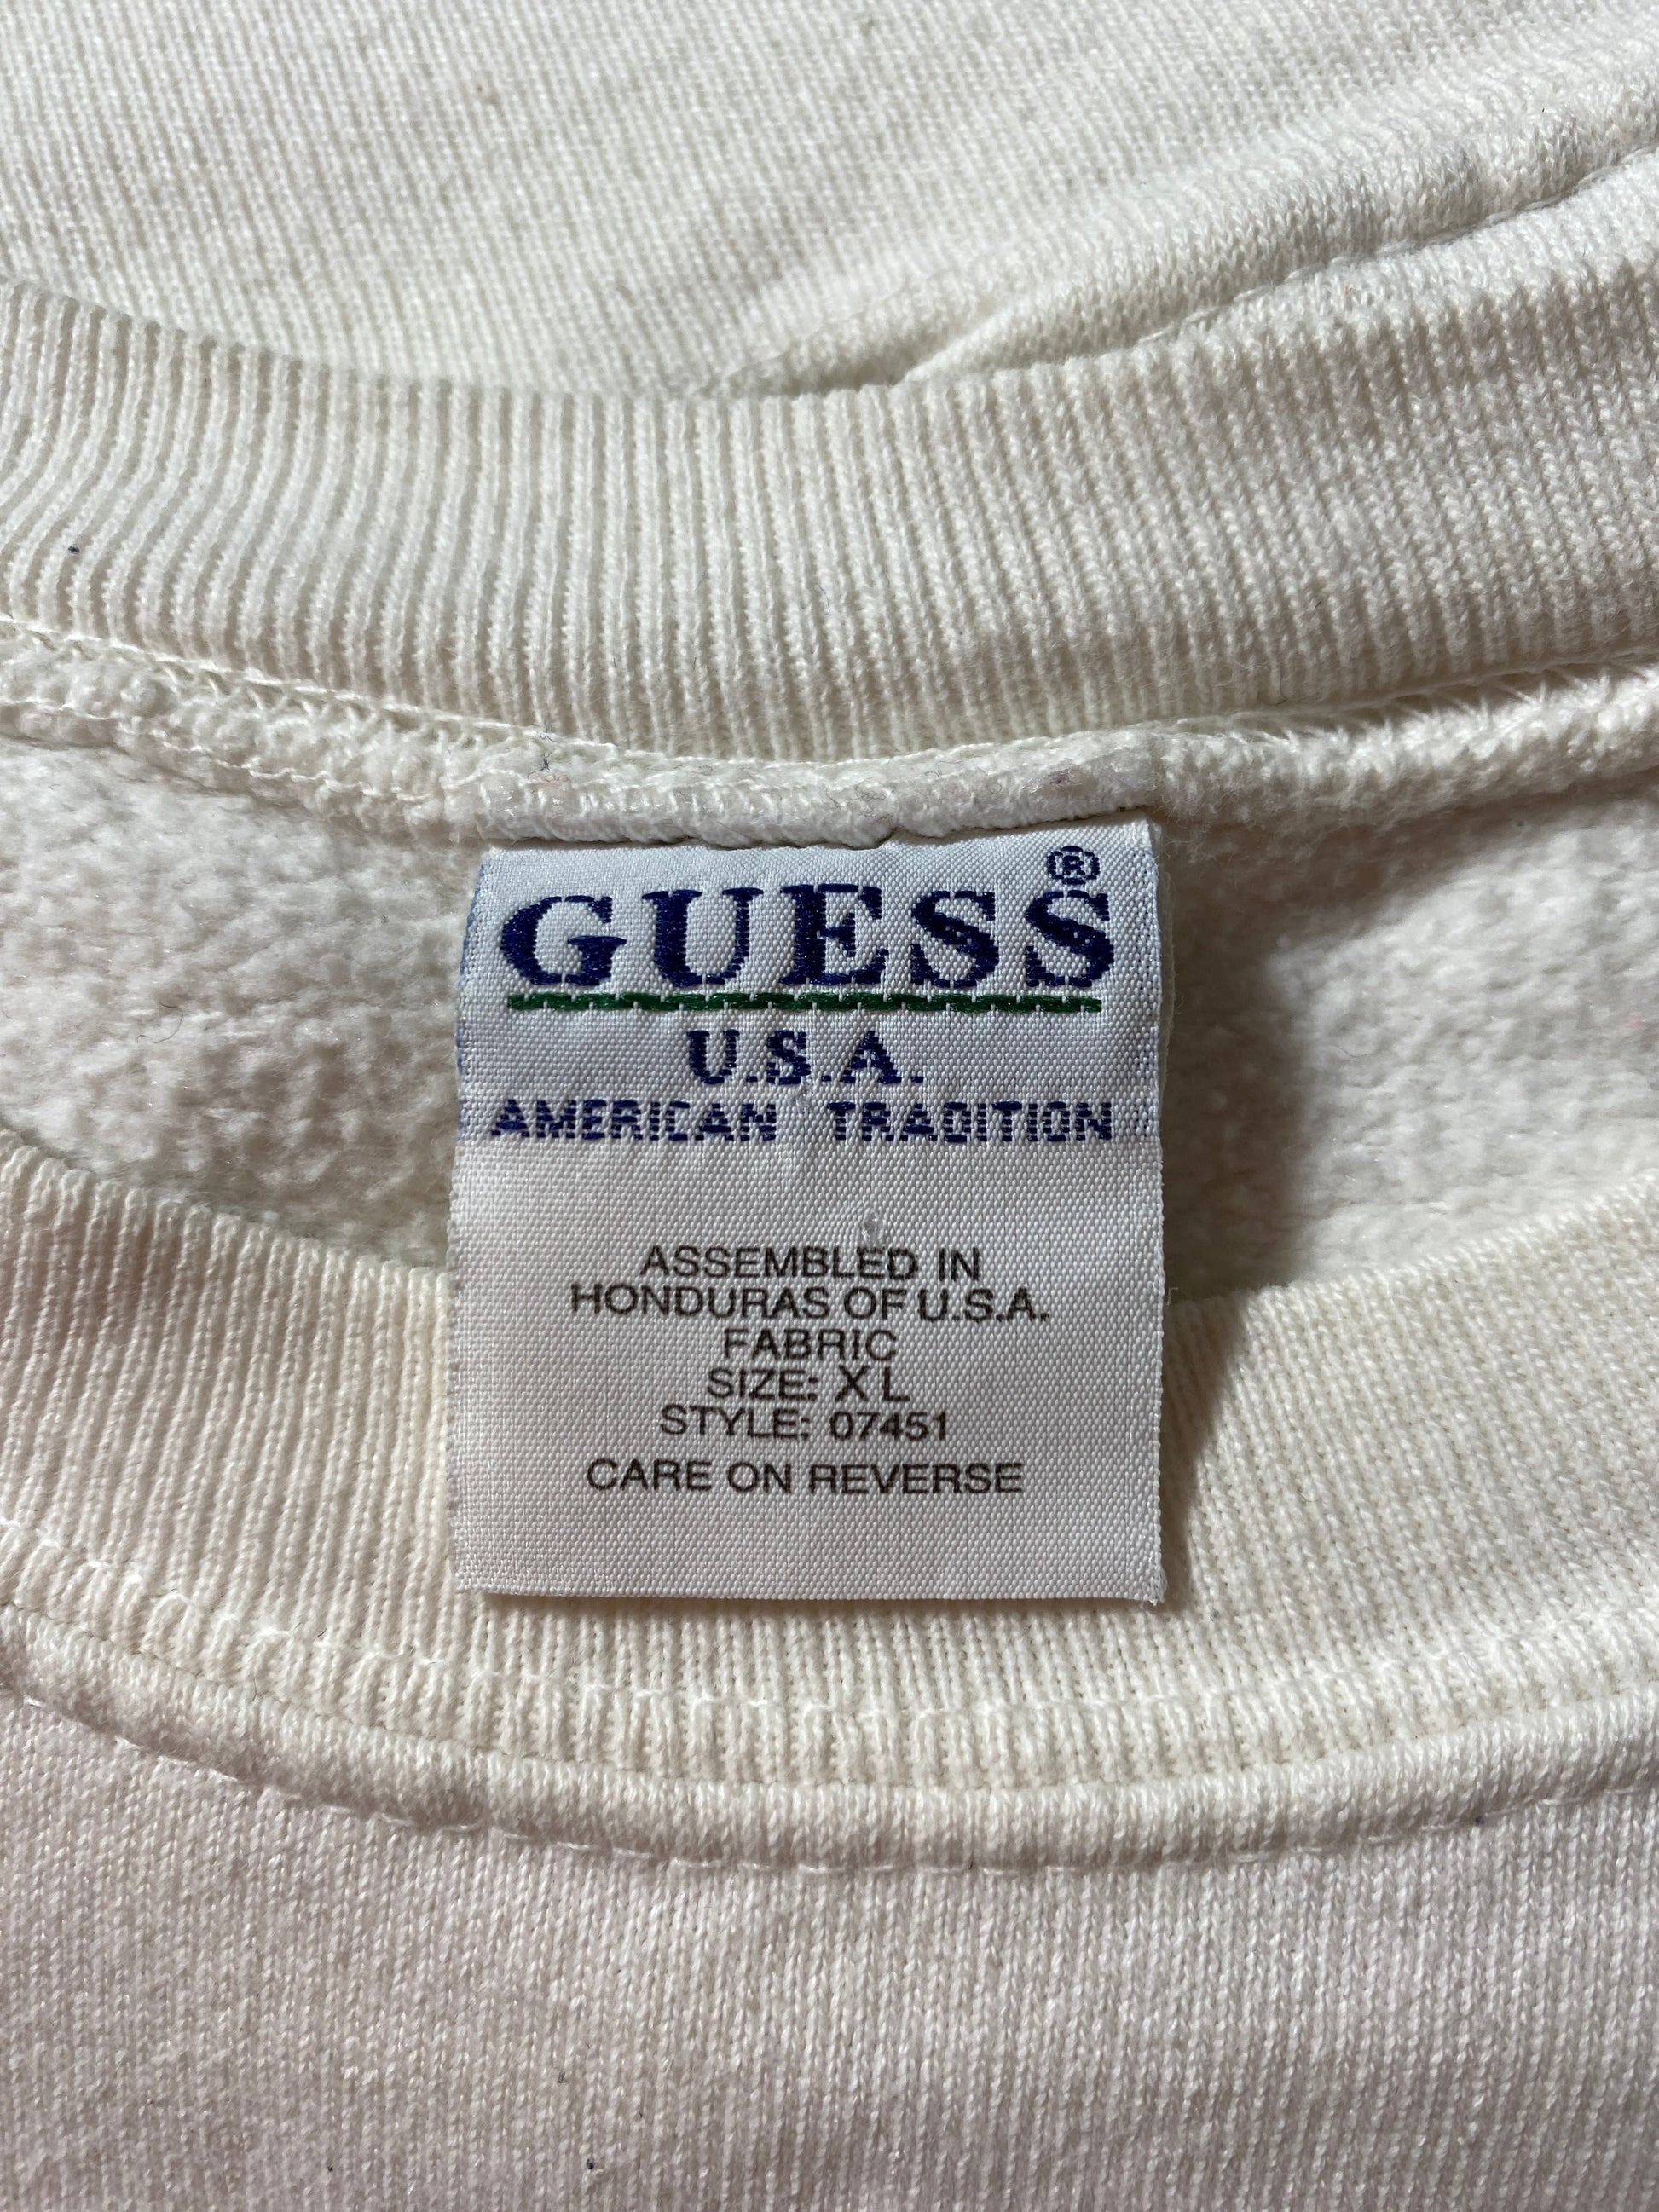 GUESS®
U.S.A.
AMERICAN TRADITION
ASSEMBLED IN
HONDURAS OF U.S.A.
FABRIC
SIZE: XL
STYLE: 07451
CARE ON REVERSE